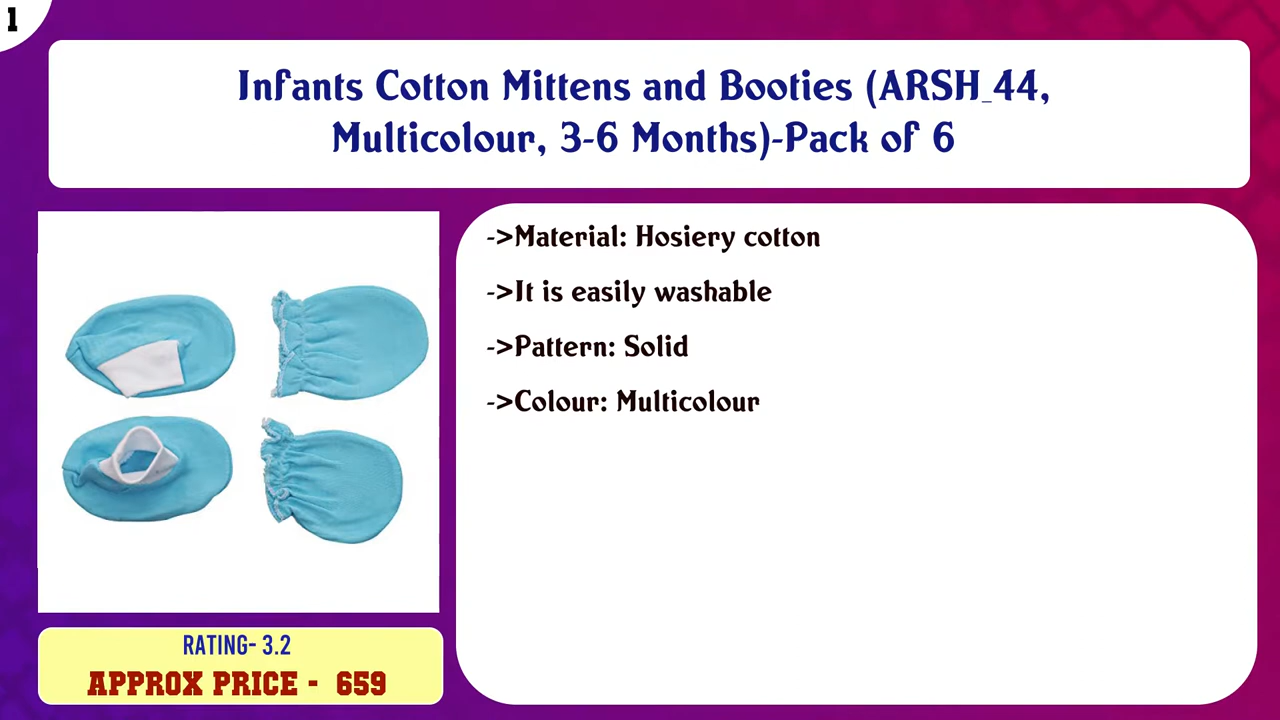 1
Infants Cotton Mittens and Booties (ARSH_44,
Multicolour, 3-6 Months)-Pack of 6
->Material: Hosiery cotton
->It is easily washable
->Pattern: Solid
->Colour: Multicolour
RATING- 3.2
APPROX PRICE - 659